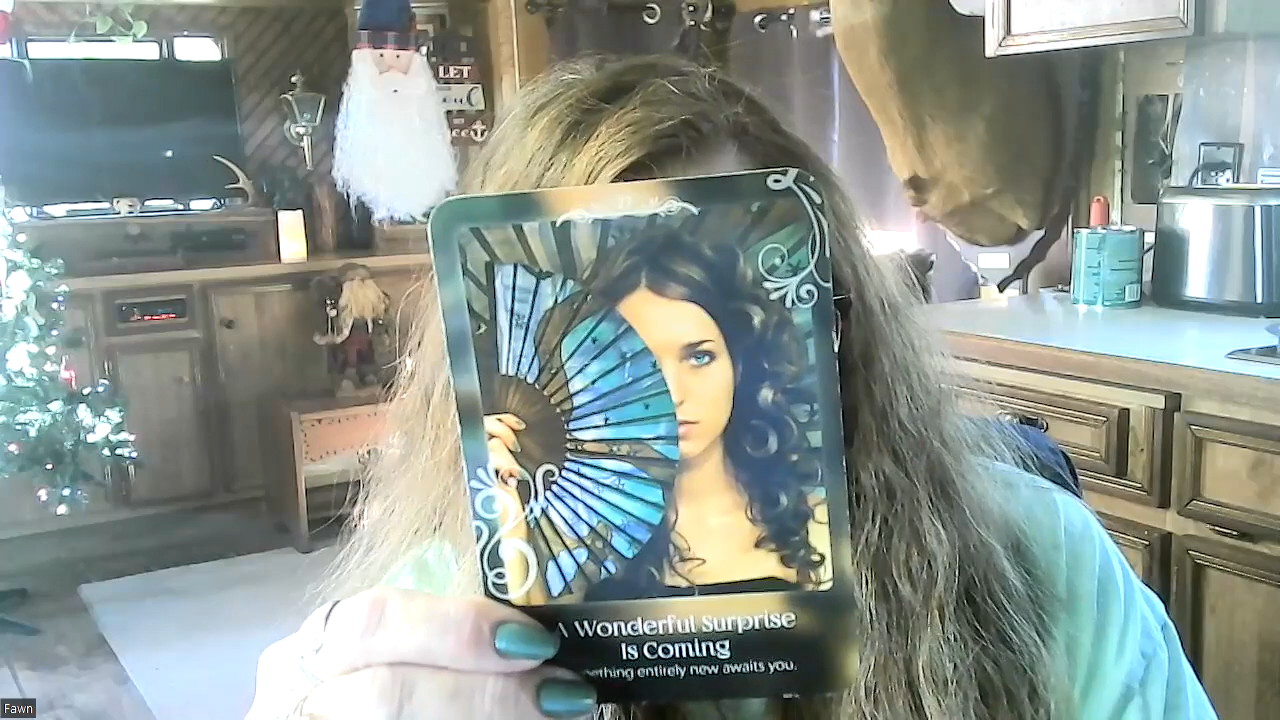 LET
A Wonderful Surprise
Is Coming
entirely new awaits you.
Fawn